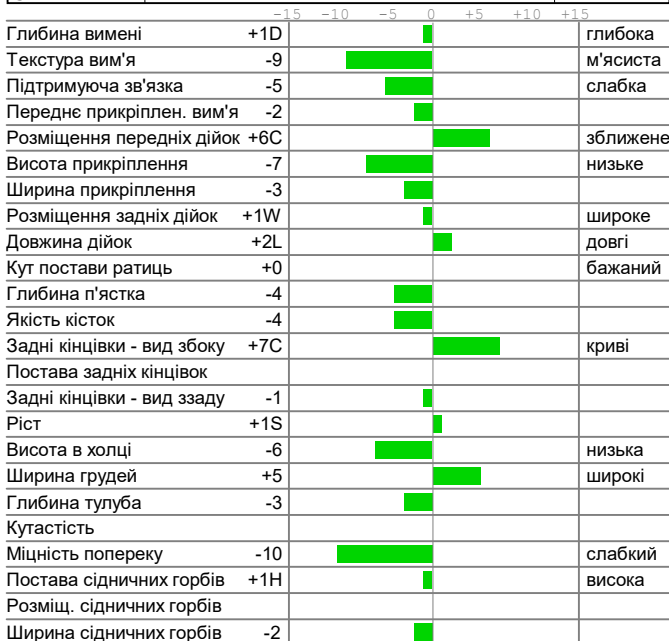 -15 -10 -5 0 +5 +10 +15
Глибина вимені +1D глибока
Текстура вим'я -9 м'ясиста
Підтримуюча зв'язка -5 слабка
Переднє прикріплен. вим'я -2
Розміщення передніх дійок +6C зближене
Висота прикріплення -7 низьке
Ширина прикріплення -3
Розміщення задніх дійок +1W широке
Довжина дійок +2L довгі
Кут постави ратиць +0 бажаний
Глибина п'ястка -4
Якість кісток -4
Задні кінцівки - вид збоку +7C криві
Постава задніх кінцівок
Задні кінцівки - вид ззаду -1
Ріст +1S
Висота в холці -6 низька
Ширина грудей +5 широкі
Глибина тулуба -3
Кутастість
Міцність попереку -10 слабкий
Постава сідничних горбів +1H висока
Розміщ. сідничних горбів
Ширина сідничних горбів -2